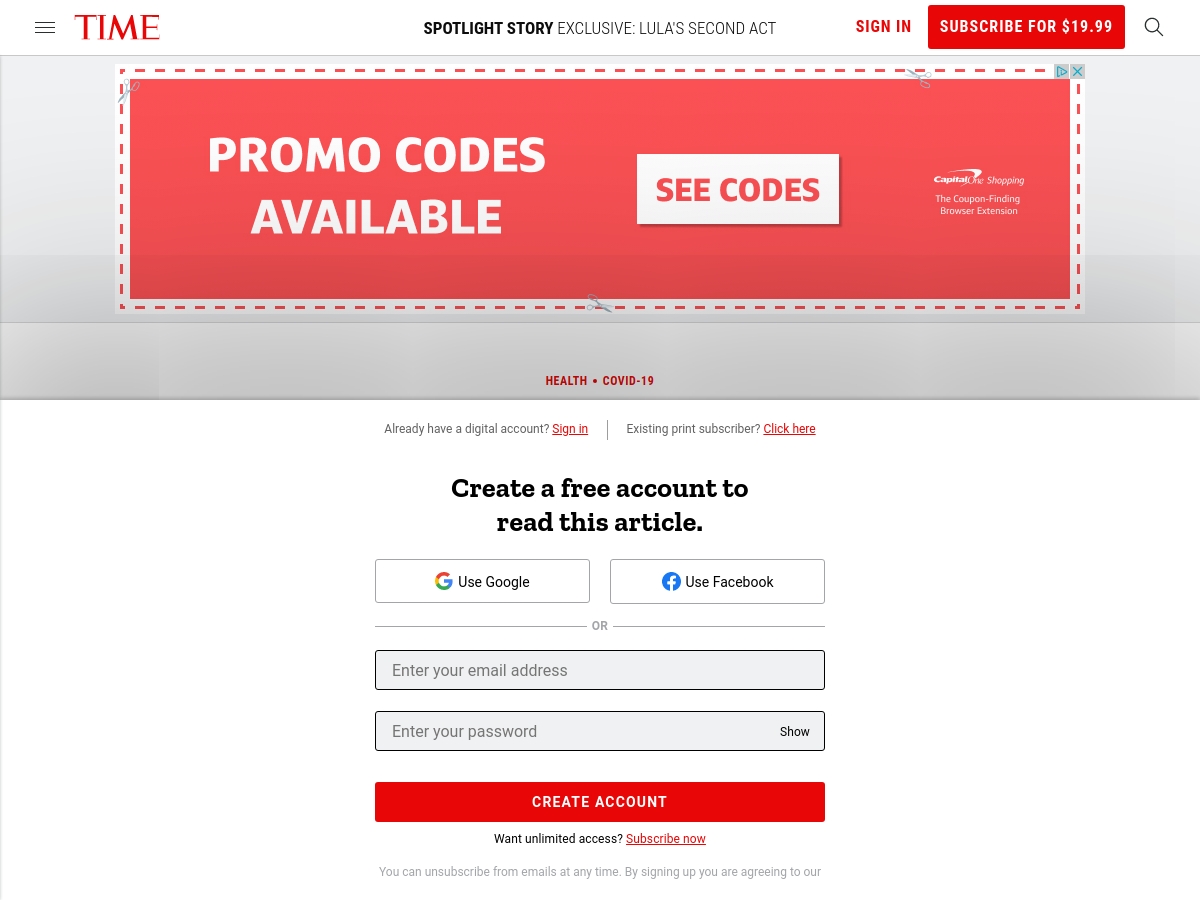 TIME
SPOTLIGHT STORY EXCLUSIVE: LULA'S SECOND ACT
SIGN IN
SUBSCRIBE FOR $19.99
PROMO CODES
AVAILABLE
SEE CODES
CapitalOne Shopping
The Coupon-Finding
Browser Extension
HEALTH • COVID-19
Already have a digital account? Sign in
Existing print subscriber? Click here
Create a free account to
read this article.
Use Google
Use Facebook
OR
Enter your email address
Enter your password
Show
CREATE ACCOUNT
Want unlimited access? Subscribe now
You can unsubscribe from emails at any time. By signing up you are agreeing to our